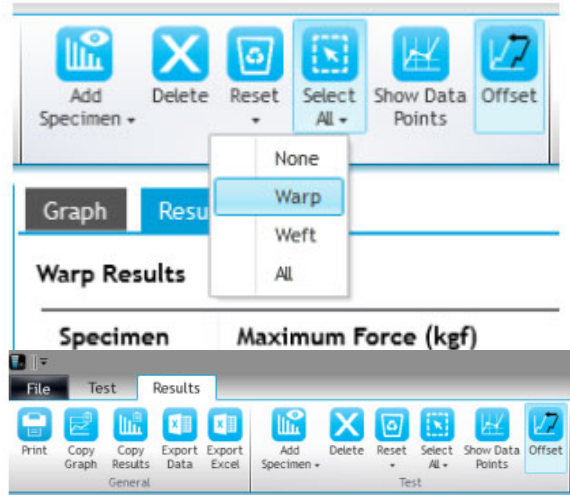 Add Specimen
Delete
Reset
Select All
Show Data Points
Offset
None
Warp
Weft
All
Graph
Resu
Warp Results
Specimen Maximum Force (kgf)
File Test Results
Print
Copy Graph
Copy Results
Export Data
Export Excel
Add Specimen
Delete
Reset
Select All
Show Data Points
Offset
General
Test